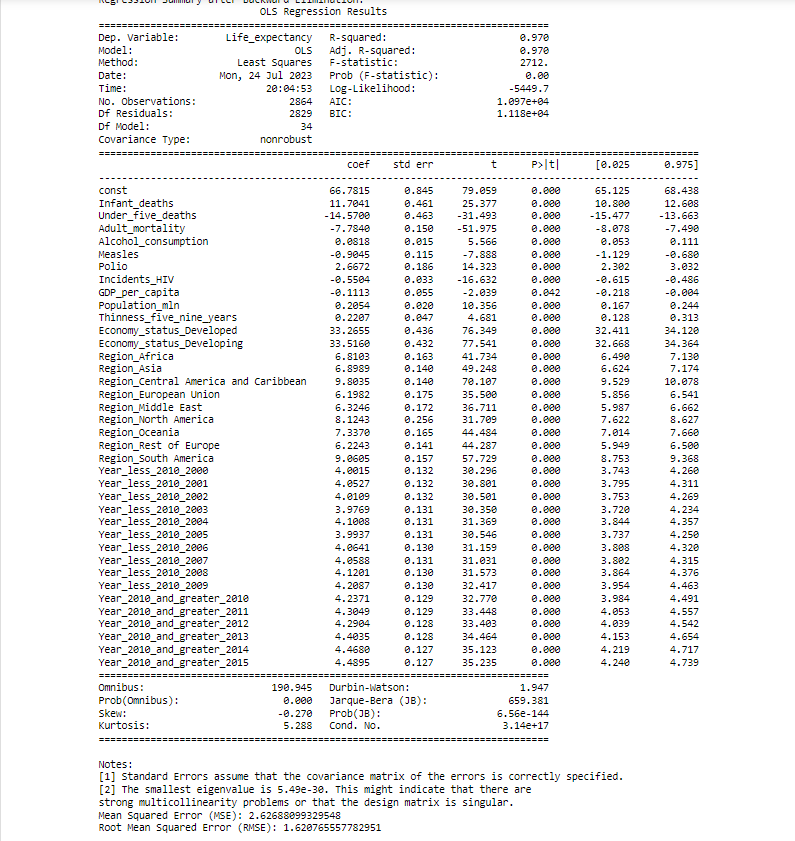 Regression Summary after Backward Elimination:
OLS Regression Results
==============================================================================
Dep. Variable: Life_expectancy R-squared: 0.970
Model: OLS Adj. R-squared: 0.970
Method: Least Squares F-statistic: 2712.
Date: Mon, 24 Jul 2023 Prob (F-statistic): 0.00
Time: 20:04:53 Log-Likelihood: -5449.7
No. Observations: 2864 AIC: 1.097e+04
Df Residuals: 2829 BIC: 1.118e+04
Df Model: 34
Covariance Type: nonrobust
==============================================================================
coef std err t P>|t| [0.025 0.975]
------------------------------------------------------------------------------
const 66.7815 0.845 79.059 0.000 65.125 68.438
Infant_deaths 11.7041 0.461 25.377 0.000 10.800 12.608
Under_five_deaths -14.5700 0.463 -31.493 0.000 -15.477 -13.663
Adult_mortality -7.7840 0.150 -51.975 0.000 -8.078 -7.490
Alcohol_consumption 0.0818 0.015 5.566 0.000 0.053 0.111
Measles -0.9045 0.115 -7.888 0.000 -1.129 -0.680
Polio 2.6672 0.186 14.323 0.000 2.302 3.032
Incidents_HIV -0.5504 0.033 -16.632 0.000 -0.615 -0.486
GDP_per_capita -0.1113 0.055 -2.039 0.042 -0.218 -0.004
Population_mln 0.2054 0.020 10.356 0.000 0.167 0.244
Thinness_five_nine_years 0.2207 0.047 4.681 0.000 0.128 0.313
Economy_status_Developed 33.2655 0.436 76.349 0.000 32.411 34.120
Economy_status_Developing 33.5160 0.432 77.541 0.000 32.668 34.364
Region_Africa 6.8103 0.163 41.734 0.000 6.490 7.130
Region_Asia 6.8989 0.140 49.248 0.000 6.624 7.174
Region_Central America and Caribbean 9.8035 0.140 70.107 0.000 9.529 10.078
Region_European Union 6.1982 0.175 35.500 0.000 5.856 6.541
Region_Middle East 6.3246 0.172 36.711 0.000 5.987 6.662
Region_North America 8.1243 0.256 31.709 0.000 7.622 8.627
Region_Oceania 7.3370 0.165 44.484 0.000 7.014 7.660
Region_Rest of Europe 6.2243 0.141 44.287 0.000 5.949 6.500
Region_South America 9.0605 0.157 57.729 0.000 8.753 9.368
Year_less_2010_2000 4.0015 0.132 30.296 0.000 3.743 4.260
Year_less_2010_2001 4.0527 0.132 30.801 0.000 3.795 4.311
Year_less_2010_2002 4.0109 0.132 30.501 0.000 3.753 4.269
Year_less_2010_2003 3.9769 0.131 30.350 0.000 3.720 4.234
Year_less_2010_2004 4.1008 0.131 31.369 0.000 3.844 4.357
Year_less_2010_2005 3.9937 0.131 30.546 0.000 3.737 4.250
Year_less_2010_2006 4.0641 0.130 31.159 0.000 3.808 4.320
Year_less_2010_2007 4.0588 0.131 31.031 0.000 3.802 4.315
Year_less_2010_2008 4.1201 0.130 31.573 0.000 3.864 4.376
Year_less_2010_2009 4.2087 0.130 32.417 0.000 3.954 4.463
Year_2010_and_greater_2010 4.2371 0.129 32.770 0.000 3.984 4.491
Year_2010_and_greater_2011 4.3049 0.129 33.448 0.000 4.053 4.557
Year_2010_and_greater_2012 4.2904 0.128 33.403 0.000 4.039 4.542
Year_2010_and_greater_2013 4.4035 0.128 34.464 0.000 4.153 4.654
Year_2010_and_greater_2014 4.4680 0.127 35.123 0.000 4.219 4.717
Year_2010_and_greater_2015 4.4895 0.127 35.235 0.000 4.240 4.739
==============================================================================
Omnibus: 190.945 Durbin-Watson: 1.947
Prob(Omnibus): 0.000 Jarque-Bera (JB): 659.381
Skew: -0.270 Prob(JB): 6.56e-144
Kurtosis: 5.288 Cond. No. 3.14e+17
==============================================================================
Notes:
[1] Standard Errors assume that the covariance matrix of the errors is correctly specified.
[2] The smallest eigenvalue is 5.49e-30. This might indicate that there are
strong multicollinearity problems or that the design matrix is singular.
Mean Squared Error (MSE): 2.62688099329548
Root Mean Squared Error (RMSE): 1.620765557782951